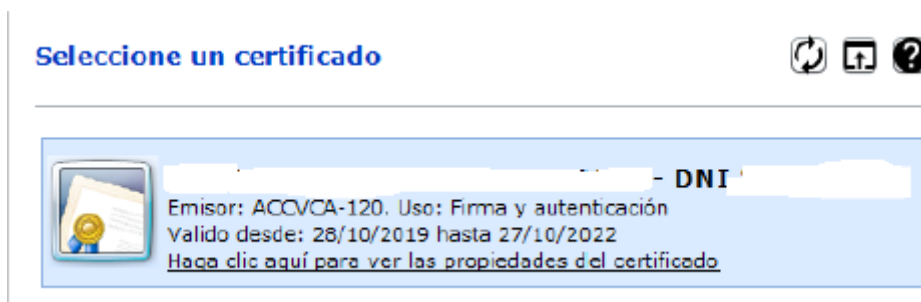 Seleccione un certificado
- DNI
Emisor: ACCVCA-120. Uso: Firma y autenticación
Valido desde: 28/10/2019 hasta 27/10/2022
Haga clic aquí para ver las propiedades del certificado